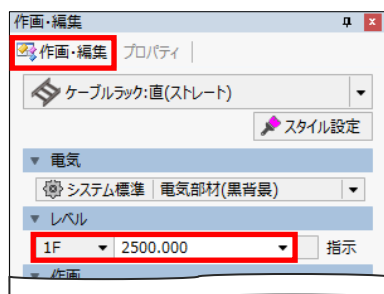 作画・編集
作画・編集 プロパティ
ケーブルラック:直(ストレート)
スタイル設定
電気
システム標準 電気部材(黒背景)
レベル
1F 2500.000 指示
作画